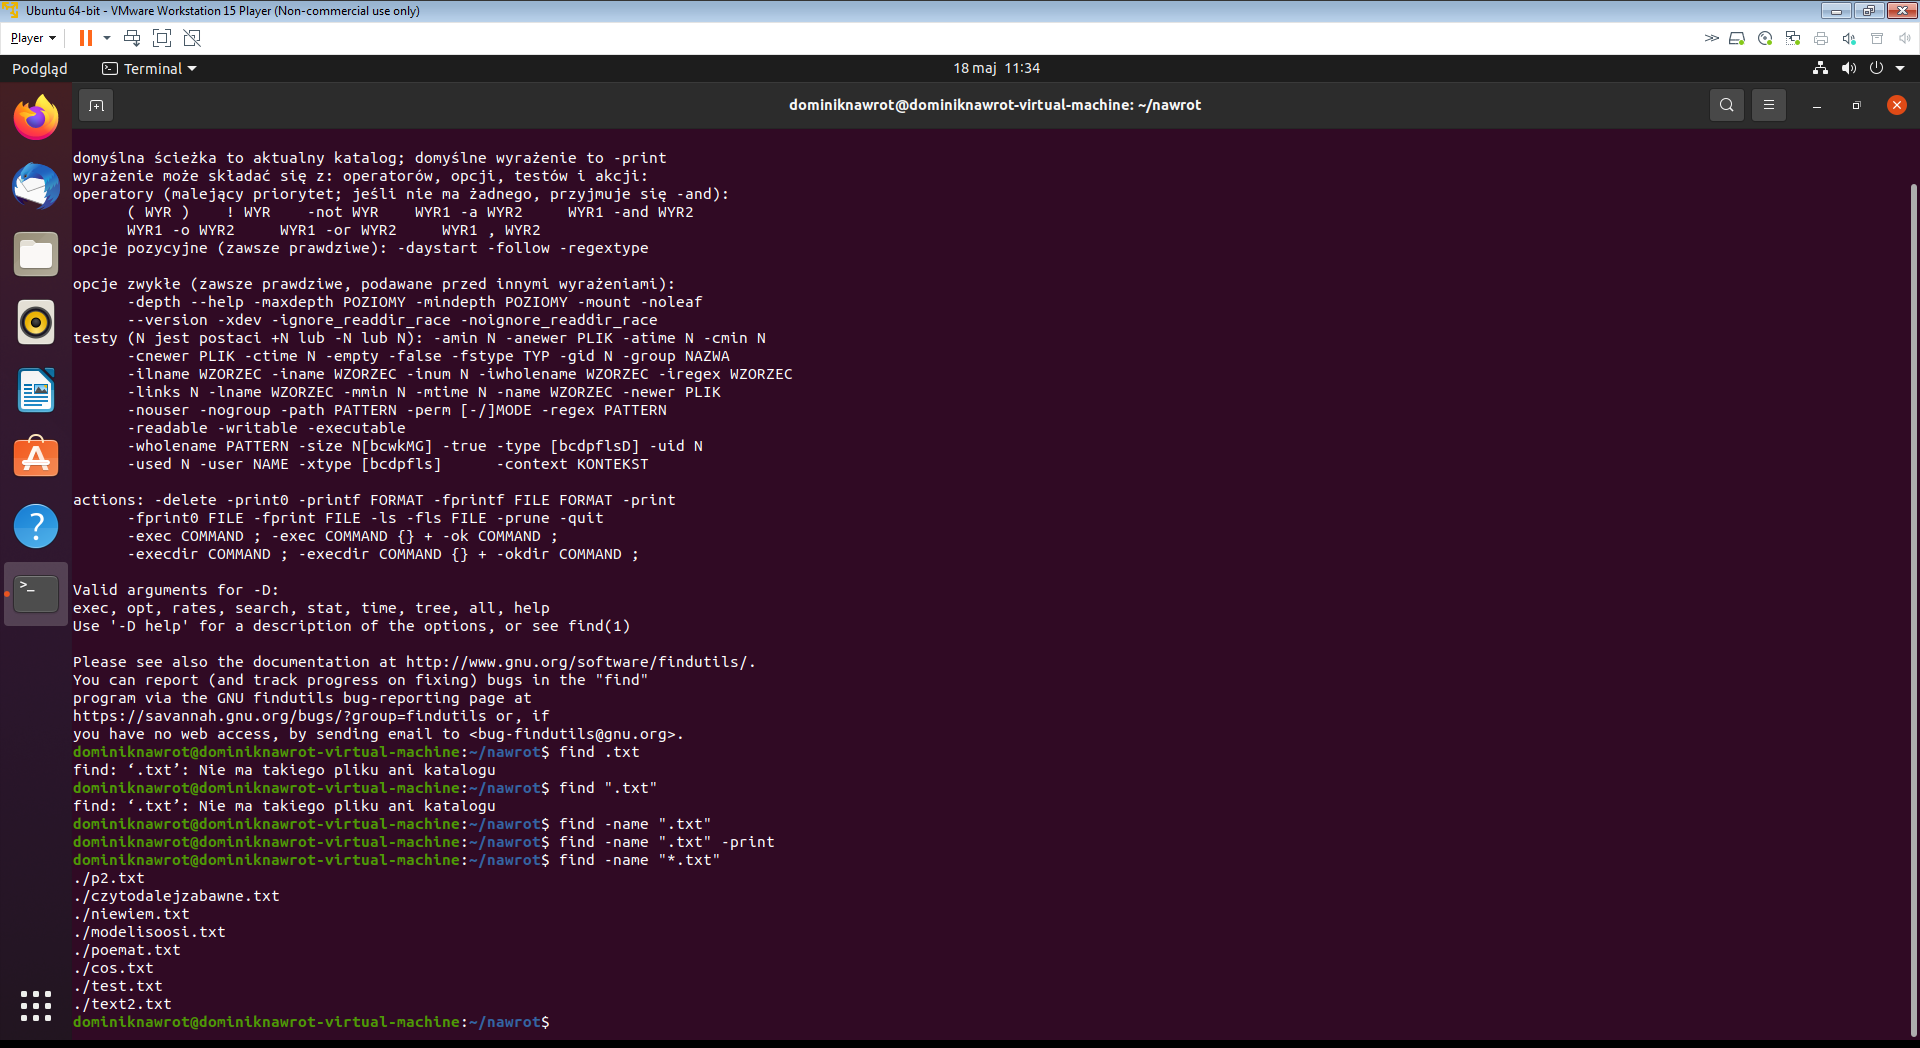 Ubuntu 64-bit - VMware Workstation 15 Player (Non-commercial use only)
Player
Podgląd Terminal 18 maj 11:34
dominiknawrot@dominiknawrot-virtual-machine: ~/nawrot
domyślna ścieżka to aktualny katalog; domyślne wyrażenie to -print
wyrażenie może składać się z: operatorów, opcji, testów i akcji:
operatory (malejący priorytet; jeśli nie ma żadnego, przyjmuje się -and):
      ( WYR )    ! WYR    -not WYR    WYR1 -a WYR2     WYR1 -and WYR2
      WYR1 -o WYR2     WYR1 -or WYR2     WYR1 , WYR2
opcje pozycyjne (zawsze prawdziwe): -daystart -follow -regextype
opcje zwykłe (zawsze prawdziwe, podawane przed innymi wyrażeniami):
      -depth --help -maxdepth POZIOMY -mindepth POZIOMY -mount -noleaf
      --version -xdev -ignore_readdir_race -noignore_readdir_race
testy (N jest postaci +N lub -N lub N): -amin N -anewer PLIK -atime N -cmin N
      -cnewer PLIK -ctime N -empty -false -fstype TYP -gid N -group NAZWA
      -ilname WZORZEC -iname WZORZEC -inum N -iwholename WZORZEC -iregex WZORZEC
      -links N -lname WZORZEC -mmin N -mtime N -name WZORZEC -newer PLIK
      -nouser -nogroup -path PATTERN -perm [-/]MODE -regex PATTERN
      -readable -writable -executable
      -wholename PATTERN -size N[bcwkMG] -true -type [bcdpflsD] -uid N
      -used N -user NAME -xtype [bcdpfls]      -context KONTEKST
actions: -delete -print0 -printf FORMAT -fprintf FILE FORMAT -print
      -fprint0 FILE -fprint FILE -ls -fls FILE -prune -quit
      -exec COMMAND ; -exec COMMAND {} + -ok COMMAND ;
      -execdir COMMAND ; -execdir COMMAND {} + -okdir COMMAND ;
Valid arguments for -D:
exec, opt, rates, search, stat, time, tree, all, help
Use '-D help' for a description of the options, or see find(1)
Please see also the documentation at http://www.gnu.org/software/findutils/.
You can report (and track progress on fixing) bugs in the "find"
program via the GNU findutils bug-reporting page at
https://savannah.gnu.org/bugs/?group=findutils or, if
you have no web access, by sending email to <bug-findutils@gnu.org>.
dominiknawrot@dominiknawrot-virtual-machine:~/nawrot$ find .txt
find: ‘.txt’: Nie ma takiego pliku ani katalogu
dominiknawrot@dominiknawrot-virtual-machine:~/nawrot$ find ".txt"
find: ‘.txt’: Nie ma takiego pliku ani katalogu
dominiknawrot@dominiknawrot-virtual-machine:~/nawrot$ find -name ".txt"
dominiknawrot@dominiknawrot-virtual-machine:~/nawrot$ find -name ".txt" -print
dominiknawrot@dominiknawrot-virtual-machine:~/nawrot$ find -name "*.txt"
./p2.txt
./czytodalejzabawne.txt
./niewiem.txt
./modelisoosi.txt
./poemat.txt
./cos.txt
./test.txt
./text2.txt
dominiknawrot@dominiknawrot-virtual-machine:~/nawrot$